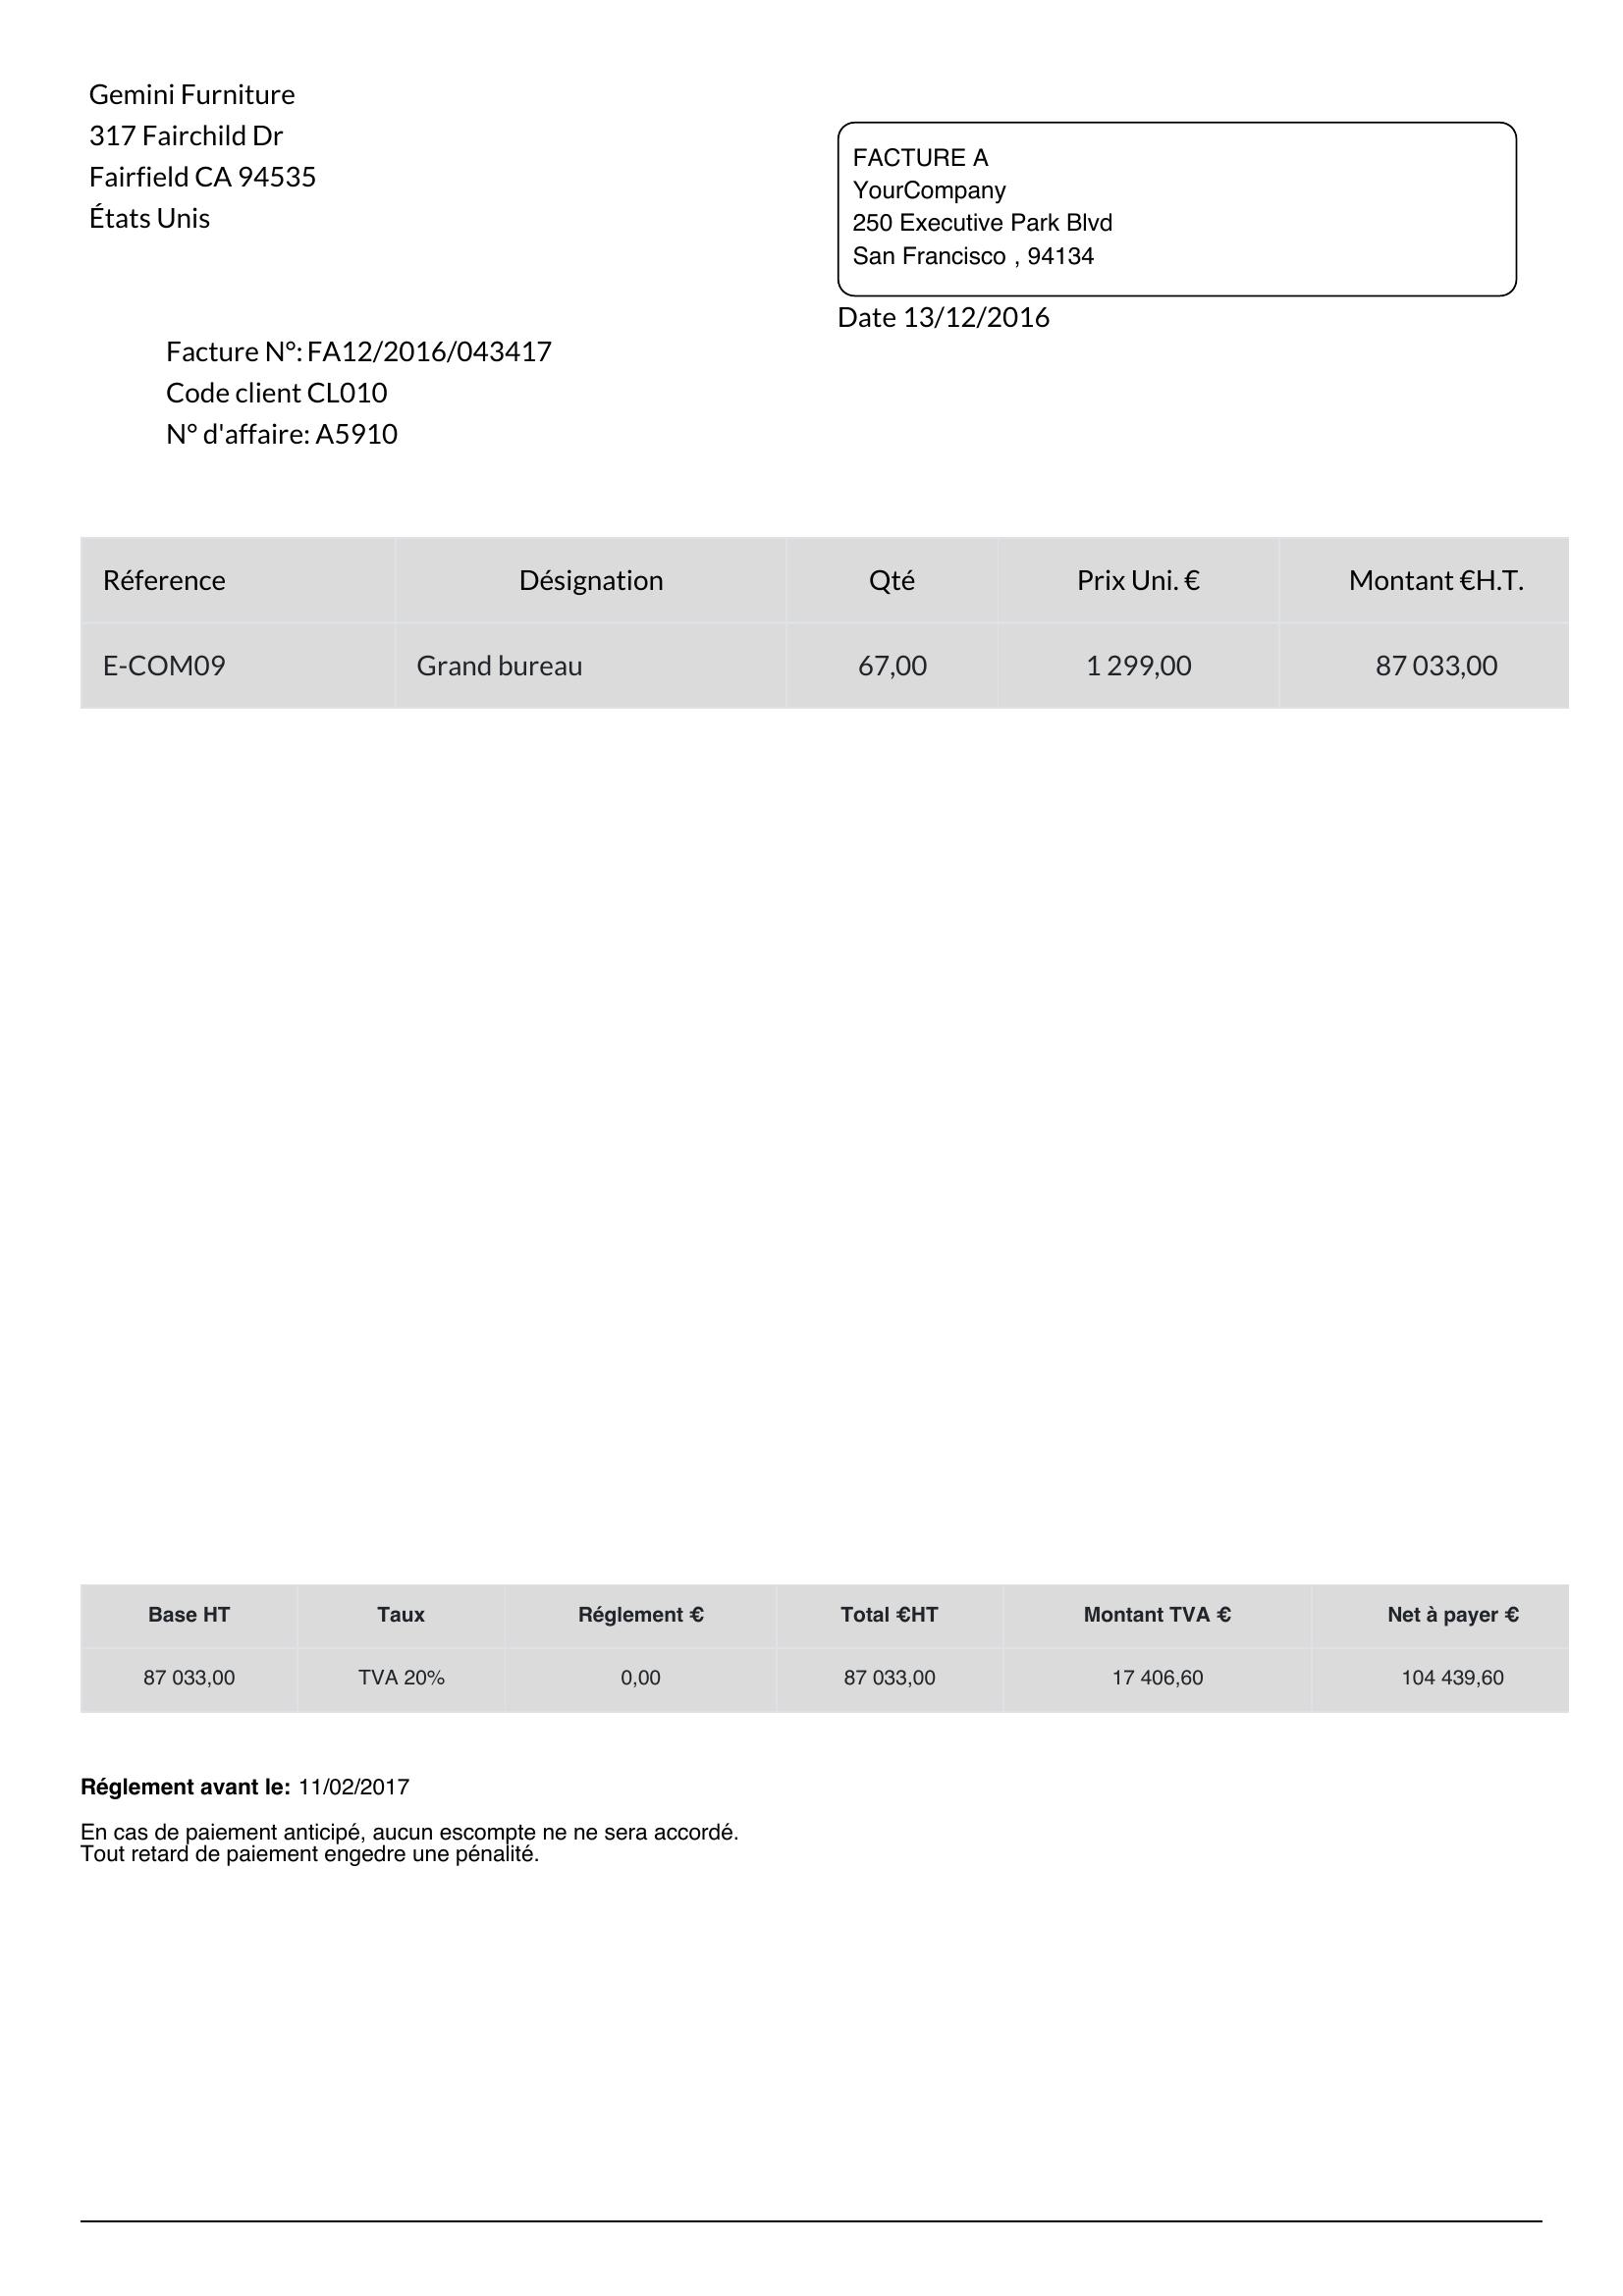 Gemini Furniture
317 Fairchild Dr
Fairfield CA 94535
États Unis
FACTURE A
YourCompany
250 Executive Park Blvd
San Francisco , 94134
Date 13/12/2016
Facture N°: FA12/2016/043417
Code client CL010
N° d'affaire: A5910
Réference Désignation Qté Prix Uni. € Montant €H.T.
E-COM09 Grand bureau 67,00 1 299,00 87 033,00
Base HT Taux Réglement € Total €HT Montant TVA € Net à payer €
87 033,00 TVA 20% 0,00 87 033,00 17 406,60 104 439,60
Réglement avant le: 11/02/2017
En cas de paiement anticipé, aucun escompte ne ne sera accordé.
Tout retard de paiement engedre une pénalité.